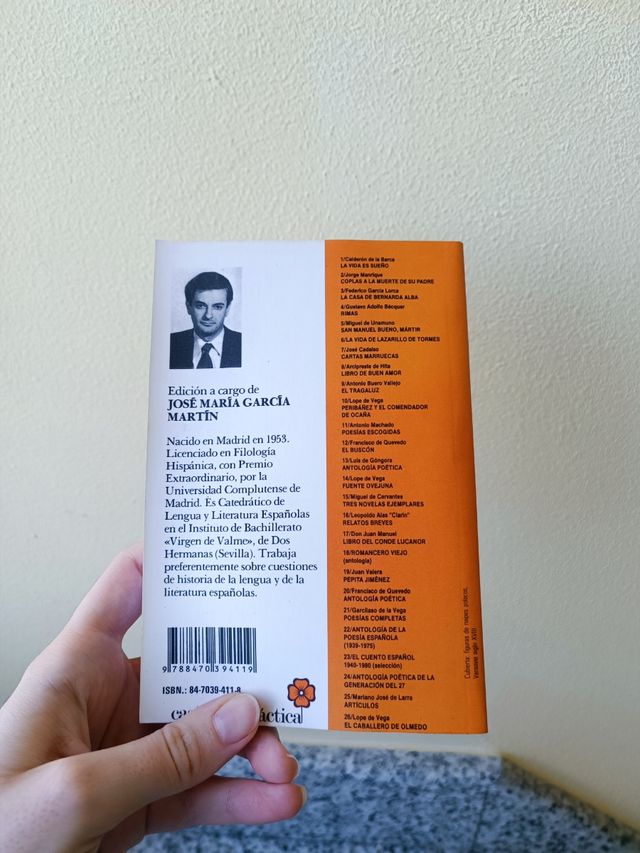 Edición a cargo de
JOSÉ MARÍA GARCÍA
MARTÍN
Nacido en Madrid en 1953.
Licenciado en Filología
Hispánica, con Premio
Extraordinario, por la
Universidad Complutense de
Madrid. Es Catedrático de
Lengua y Literatura Españolas
en el Instituto de Bachillerato
«Virgen de Valme», de Dos
Hermanas (Sevilla). Trabaja
preferentemente sobre cuestiones
de historia de la lengua y de la
literatura españolas.
9 788470 394119
ISBN.: 84-7039-411-8
1/Calderón de la Barca
LA VIDA ES SUEÑO
2/Jorge Manrique
COPLAS A LA MUERTE DE SU PADRE
3/Federico García Lorca
LA CASA DE BERNARDA ALBA
4/Gustavo Adolfo Bécquer
RIMAS
5/Miguel de Unamuno
SAN MANUEL BUENO, MÁRTIR
6/LA VIDA DE LAZARILLO DE TORMES
7/José Cadalso
CARTAS MARRUECAS
8/Arcipreste de Hita
LIBRO DE BUEN AMOR
9/Antonio Buero Vallejo
EL TRAGALUZ
10/Lope de Vega
PERIBÁÑEZ Y EL COMENDADOR
DE OCAÑA
11/Antonio Machado
POESÍAS ESCOGIDAS
12/Francisco de Quevedo
EL BUSCÓN
13/Luis de Góngora
ANTOLOGÍA POÉTICA
14/Lope de Vega
FUENTE OVEJUNA
15/Miguel de Cervantes
TRES NOVELAS EJEMPLARES
16/Leopoldo Alas "Clarín"
RELATOS BREVES
17/Don Juan Manuel
LIBRO DEL CONDE LUCANOR
18/ROMANCERO VIEJO
(antología)
19/Juan Valera
PEPITA JIMÉNEZ
20/Francisco de Quevedo
ANTOLOGÍA POÉTICA
21/Garcilaso de la Vega
POESÍAS COMPLETAS
22/ANTOLOGÍA DE LA
POESÍA ESPAÑOLA
(1939-1975)
23/EL CUENTO ESPAÑOL
1940-1980 (selección)
24/ANTOLOGÍA POÉTICA DE LA
GENERACIÓN DEL 27
25/Mariano José de Larra
ARTÍCULOS
26/Lope de Vega
EL CABALLERO DE OLMEDO
Cubierta: figuras de naipes
siglo XVIII